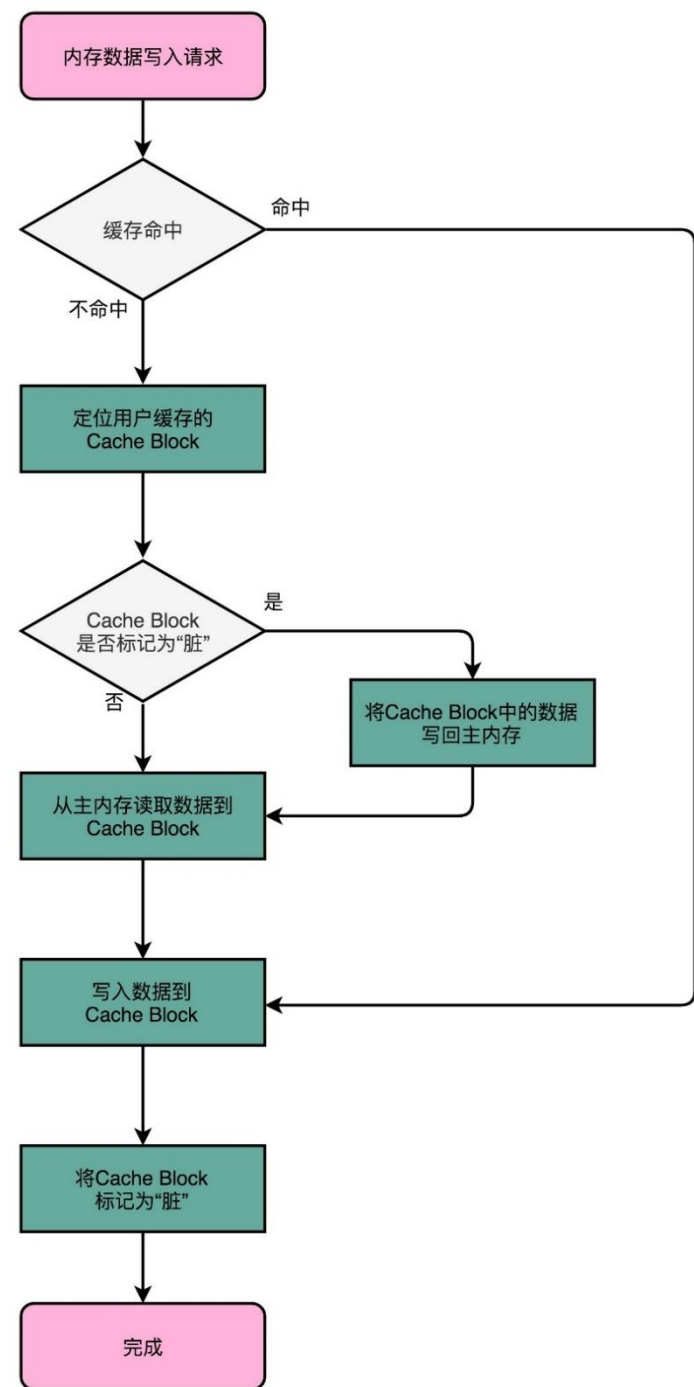 内存数据写入请求
缓存命中
命中
不命中
定位用户缓存的
Cache Block
Cache Block
是否标记为“脏”
是
否
将Cache Block中的数据
写回主内存
从主内存读取数据到
Cache Block
写入数据到
Cache Block
将Cache Block
标记为“脏”
完成